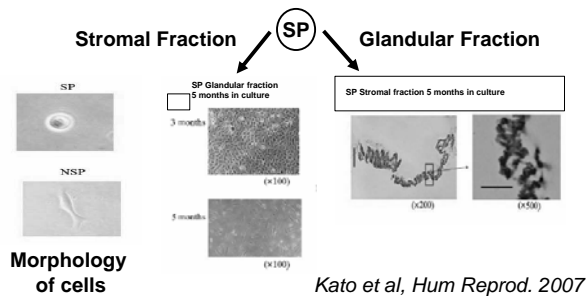 SP
Stromal Fraction
Glandular Fraction
SP
NSP
Morphology
of cells
SP Glandular fraction
5 months in culture
3 months
(×100)
5 months
(×100)
SP Stromal fraction 5 months in culture
(×200)
(×500)
Kato et al, Hum Reprod. 2007